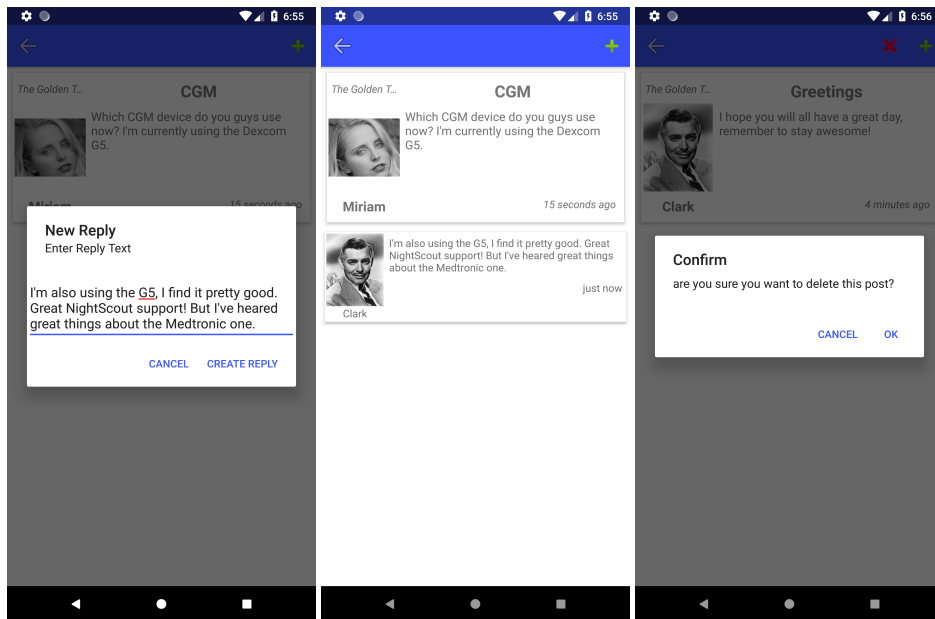 6:55
The Golden T...
CGM
Which CGM device do you guys use
now? I'm currently using the Dexcom
G5.
Miriam
15 seconds ago
New Reply
Enter Reply Text
I'm also using the G5, I find it pretty good.
Great NightScout support! But I've heared
great things about the Medtronic one.
CANCEL
CREATE REPLY
6:55
The Golden T...
CGM
Which CGM device do you guys use
now? I'm currently using the Dexcom
G5.
Miriam
15 seconds ago
I'm also using the G5, I find it pretty good. Great
NightScout support! But I've heared great things
about the Medtronic one.
just now
Clark
6:56
The Golden T...
Greetings
I hope you will all have a great day,
remember to stay awesome!
Clark
4 minutes ago
Confirm
are you sure you want to delete this post?
CANCEL
OK